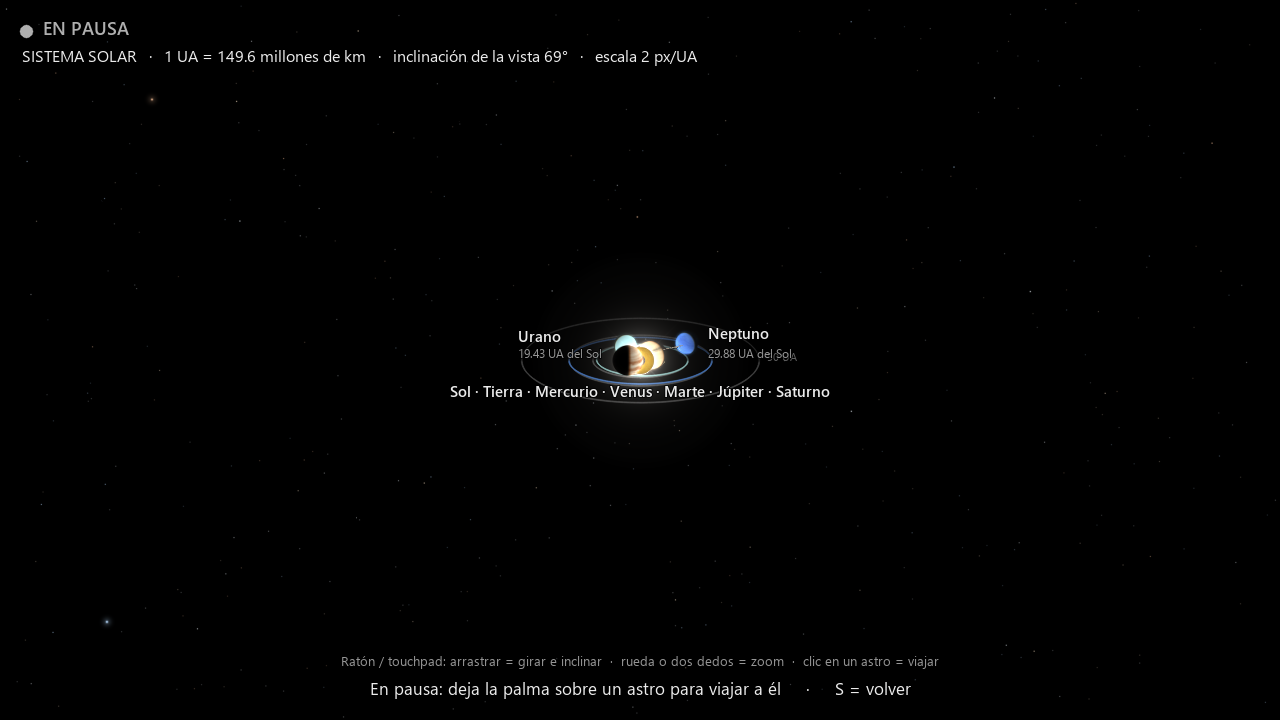 EN PAUSA
SISTEMA SOLAR · 1 UA = 149.6 millones de km · inclinación de la vista 69° · escala 2 px/UA
Urano
19.43 UA del Sol
Neptuno
29.88 UA del Sol
Sol · Tierra · Mercurio · Venus · Marte · Júpiter · Saturno
Ratón / touchpad: arrastrar = girar e inclinar · rueda o dos dedos = zoom · clic en un astro = viajar
En pausa: deja la palma sobre un astro para viajar a él · S = volver